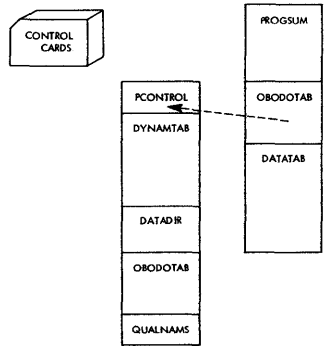 CONTROL
CARDS
PCONTROL
DYNAMTAB
DATADIR
OBODOTAB
QUALNAMS
PROGSUM
OBODOTAB
DATATAB